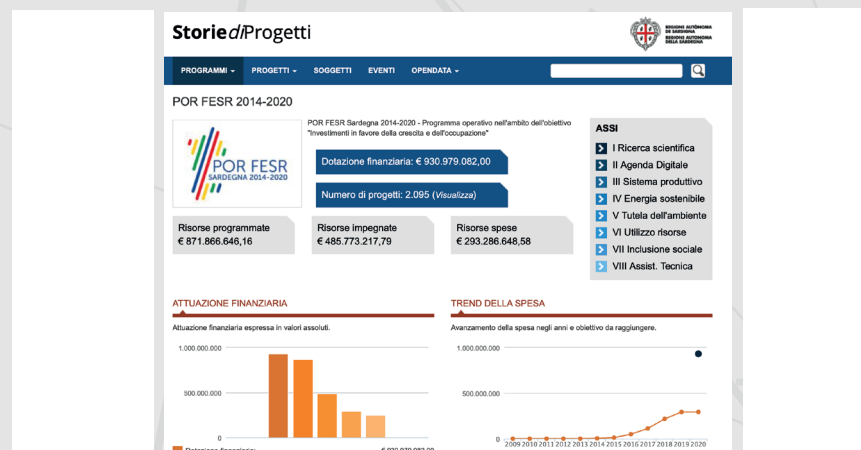 StoriediProgetti
REGIONE AUTÒNOMA
DE SARDIGNA
REGIONE AUTONOMA
DELLA SARDEGNA
PROGRAMMI
PROGETTI
SOGGETTI
EVENTI
OPENDATA
POR FESR 2014-2020
POR FESR
SARDEGNA 2014-2020
POR FESR Sardegna 2014-2020 - Programma operativo nell'ambito dell'obiettivo
"Investimenti in favore della crescita e dell'occupazione"
Dotazione finanziaria: € 930.979.082,00
Numero di progetti: 2.095 (Visualizza)
Risorse programmate
€ 871.866.646,16
Risorse impegnate
€ 485.773.217,79
Risorse spese
€ 293.286.648,58
ASSI
I Ricerca scientifica
II Agenda Digitale
III Sistema produttivo
IV Energia sostenibile
V Tutela dell'ambiente
VI Utilizzo risorse
VII Inclusione sociale
VIII Assist. Tecnica
ATTUAZIONE FINANZIARIA
Attuazione finanziaria espressa in valori assoluti.
1.000.000.000
500.000.000
0
Dotazione finanziaria:
€ 930.979.082,00
TREND DELLA SPESA
Avanzamento della spesa negli anni e obiettivo da raggiungere.
1.000.000.000
500.000.000
0
2009 2010 2011 2012 2013 2014 2015 2016 2017 2018 2019 2020